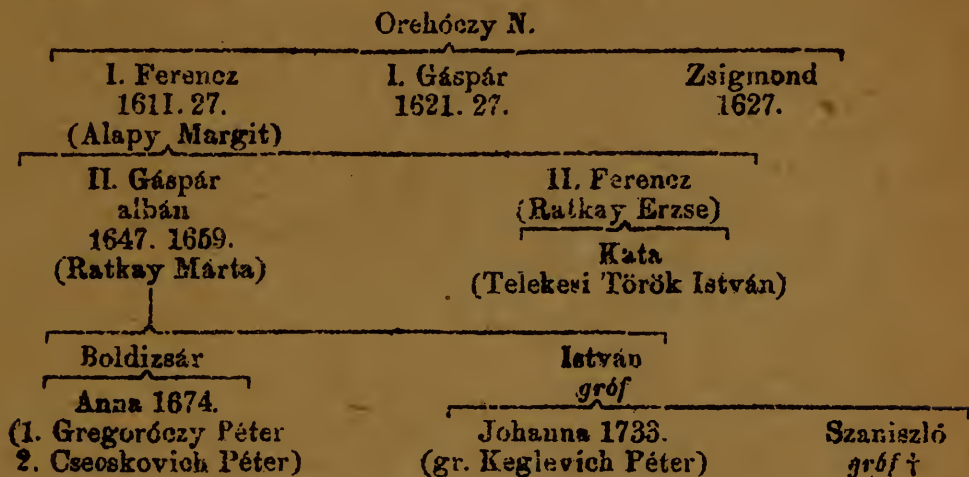 Orehóczy N.
I. Ferencz I. Gáspár Zsigmond
1611. 27. 1621. 27. 1627.
(Alapy Margit)
II. Gáspár II. Ferencz
albán (Ratkay Erzse)
1647. 1659. Kata
(Ratkay Márta) (Telekesi Török István)
Boldizsár István
gróf
Anna 1674. Johanna 1733. Szaniszló
(1. Gregoróczy Péter (gr. Keglevich Péter) gróf †
2. Cseoskovich Péter)